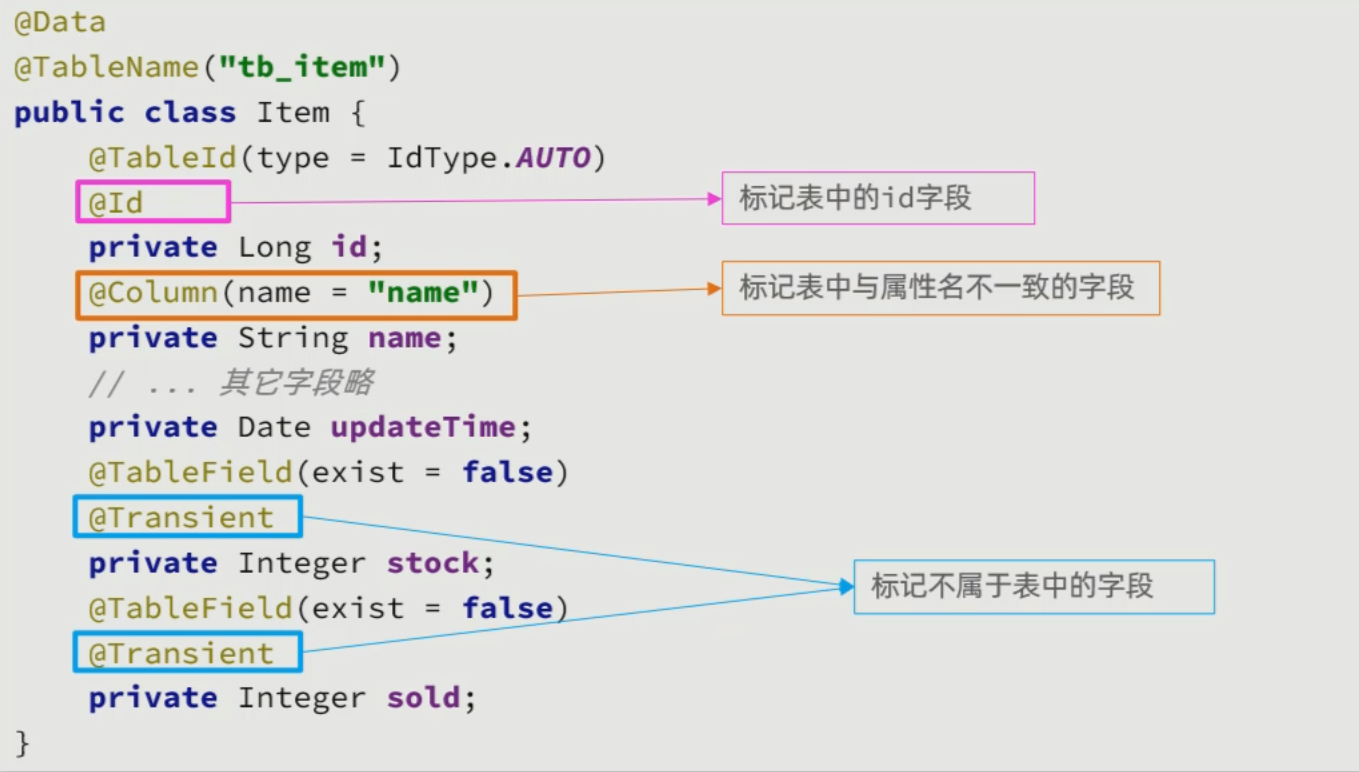 @Data
@TableName("tb_item")
public class Item {
@TableId(type = IdType.AUTO)
@Id
标记表中的id字段
private Long id;
@Column(name = "name")
标记表中与属性名不一致的字段
private String name;
// ... 其它字段略
private Date updateTime;
@TableField(exist = false)
@Transient
private Integer stock;
标记不属于表中的字段
@TableField(exist = false)
@Transient
private Integer sold;
}